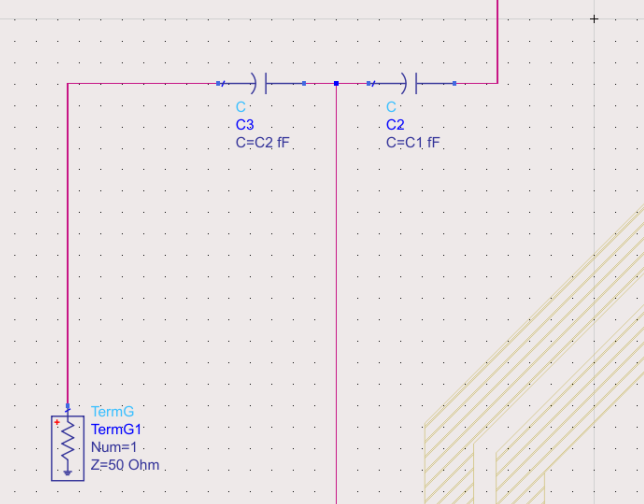 C
C3
C=C2 fF
C
C2
C=C1 fF
TermG
TermG1
Num=1
Z=50 Ohm